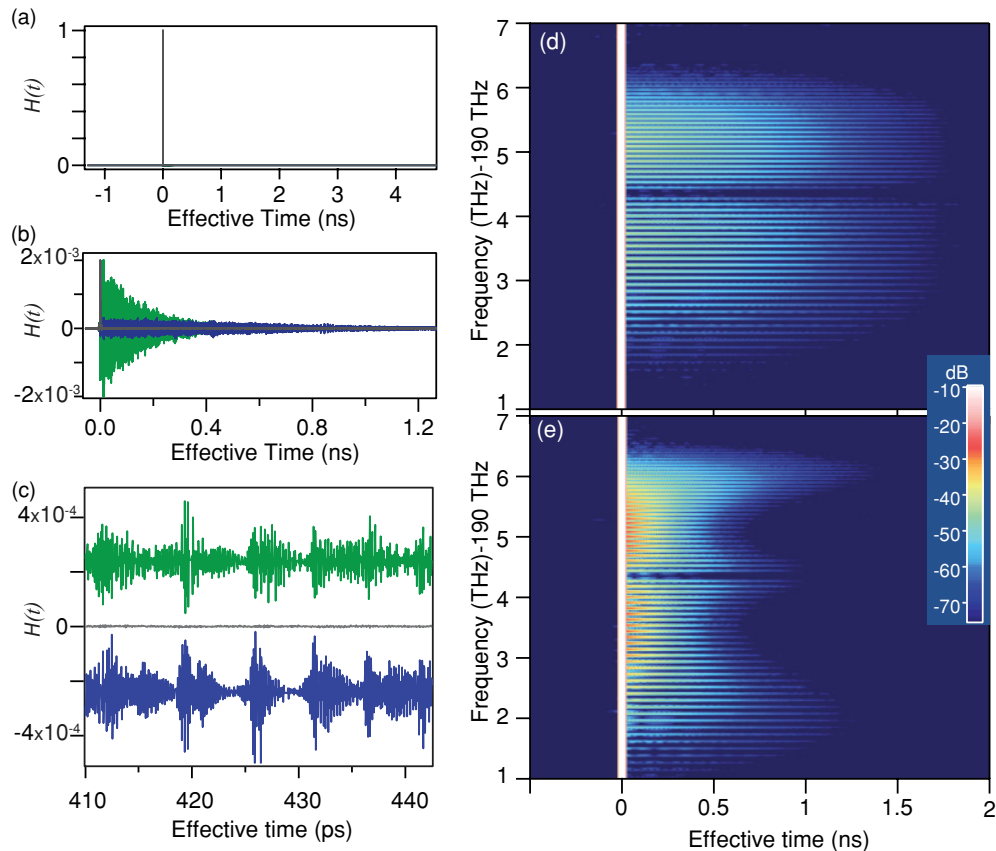 (a)
1
0
H(t)
-1 0 1 2 3 4
Effective Time (ns)
(b)
2x10⁻³
0
-2x10⁻³
H(t)
0.0 0.4 0.8 1.2
Effective Time (ns)
(c)
4x10⁻⁴
0
-4x10⁻⁴
H(t)
410 420 430 440
Effective time (ps)
(d)
7
6
5
4
3
2
1
Frequency (THz)-190 THz
(e)
7
6
5
4
3
2
1
Frequency (THz)-190 THz
0 0.5 1 1.5 2
Effective time (ns)
dB
-10
-20
-30
-40
-50
-60
-70